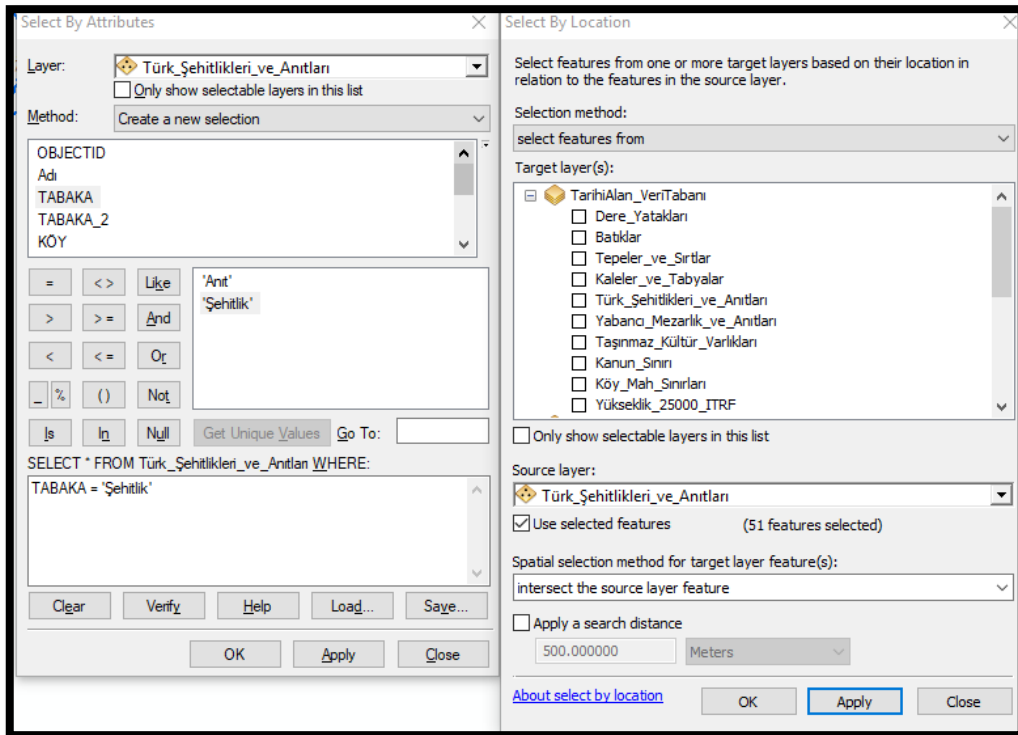 Select By Attributes
Layer:
Türk_Şehitlikleri_ve_Anıtları
Only show selectable layers in this list
Method:
Create a new selection
OBJECTID
Adı
TABAKA
TABAKA_2
KÖY
= <> Like
> >= And
< <= Or
_ % () Not
Is In Null
'Anıt'
'Şehitlik'
Get Unique Values Go To:
SELECT * FROM Türk_Şehitlikleri_ve_Anıtları WHERE:
TABAKA = 'Şehitlik'
Clear Verify Help Load... Save...
OK Apply Close
Select By Location
Select features from one or more target layers based on their location in
relation to the features in the source layer.
Selection method:
select features from
Target layer(s):
TarihiAlan_VeriTabanı
Dere_Yatakları
Batıklar
Tepeler_ve_Sırtlar
Kaleler_ve_Tabyalar
Türk_Şehitlikleri_ve_Anıtları
Yabancı_Mezarlık_ve_Anıtları
Taşınmaz_Kültür_Varlıkları
Kanun_Sınırı
Köy_Mah_Sınırları
Yükseklik_25000_ITRF
Only show selectable layers in this list
Source layer:
Türk_Şehitlikleri_ve_Anıtları
Use selected features (51 features selected)
Spatial selection method for target layer feature(s):
intersect the source layer feature
Apply a search distance
500.000000 Meters
About select by location OK Apply Close